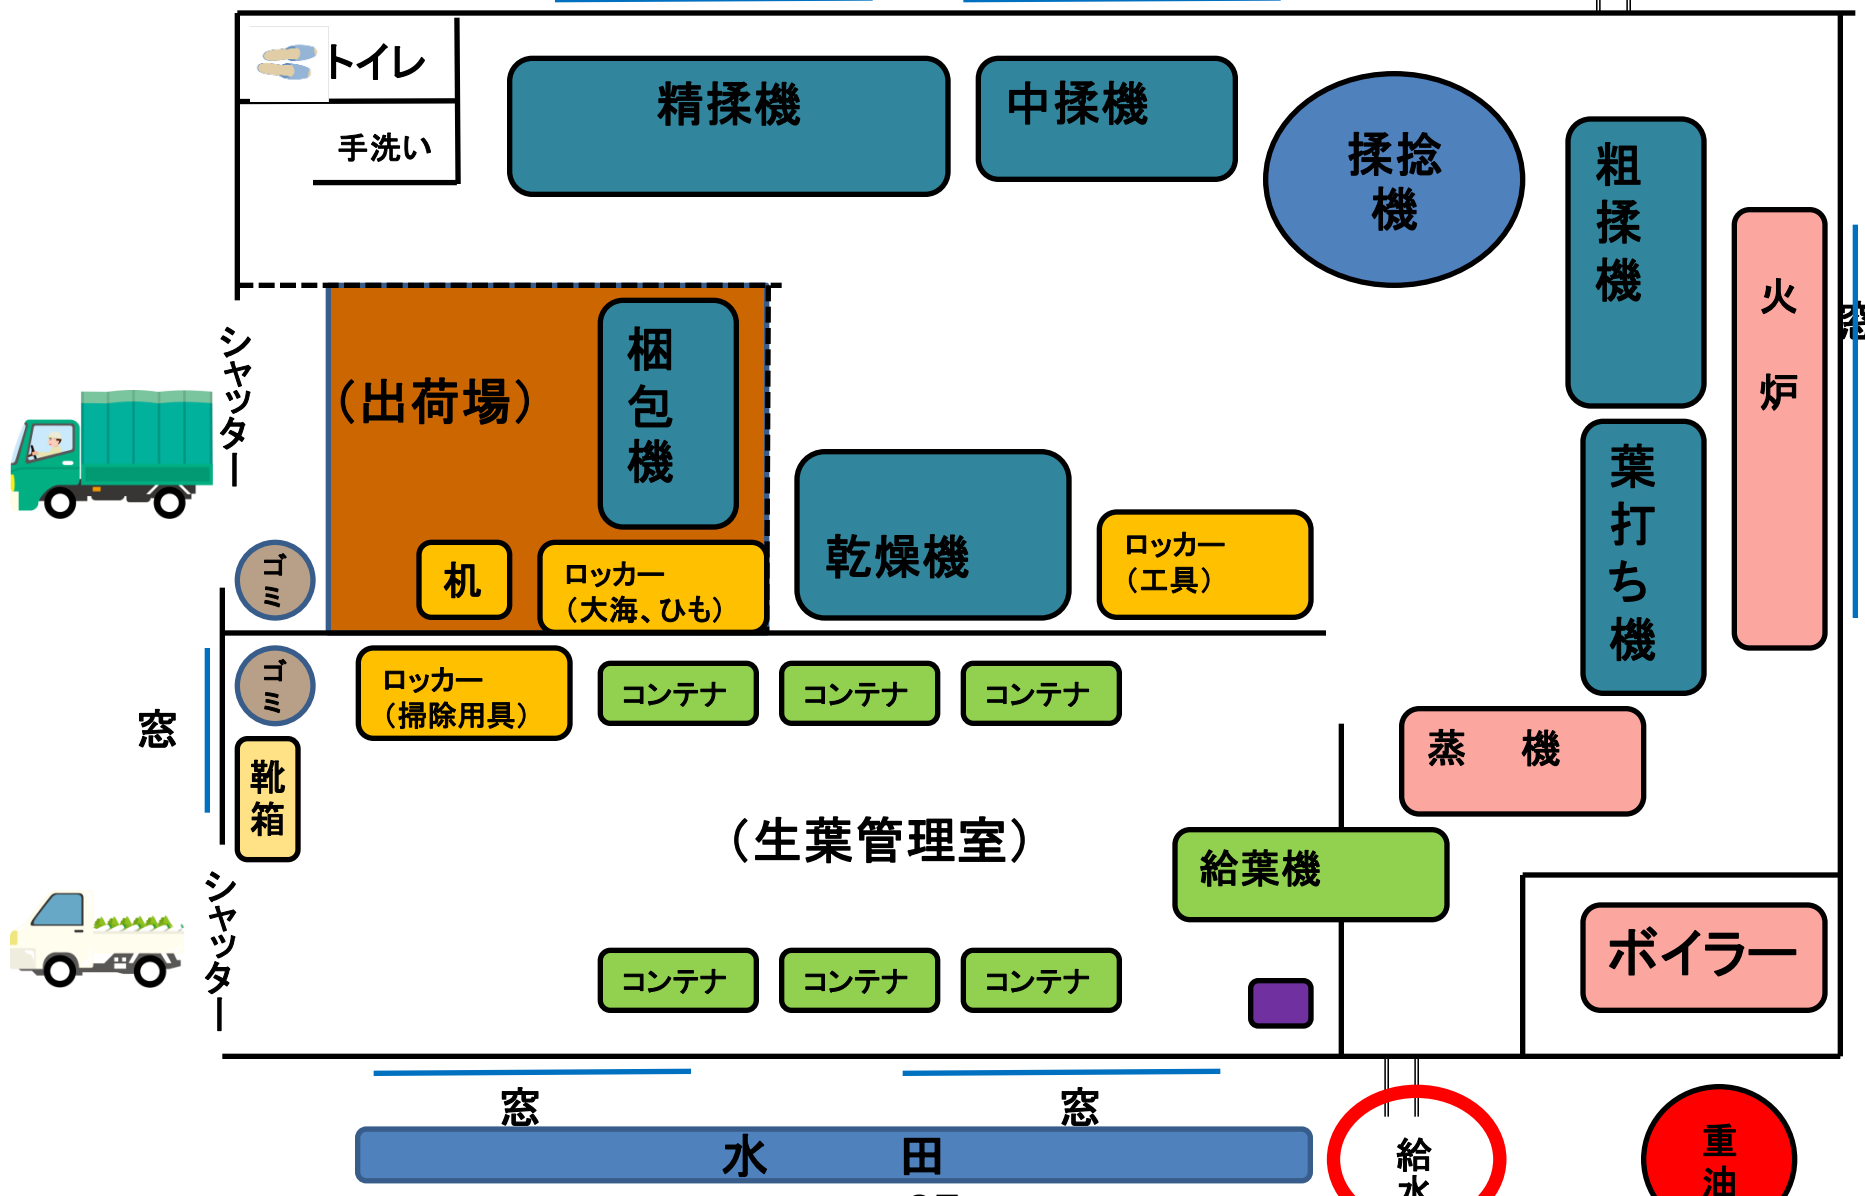 トイレ
手洗い
精揉機
中揉機
揉捻
機
粗揉機
火炉
窓
シャッター
（出荷場）
梱包機
葉打ち機
乾燥機
ロッカー
（工具）
ゴミ
机
ロッカー
（大海、ひも）
ゴミ
ロッカー
（掃除用具）
コンテナ
コンテナ
コンテナ
窓
靴箱
蒸　機
（生葉管理室）
給葉機
シャッター
ボイラー
コンテナ
コンテナ
コンテナ
窓
窓
水　田
給水
重油